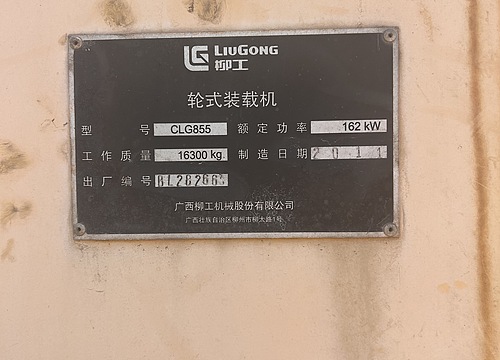 LIUGONG
柳工
轮式装载机
型 号 CLG855 额定功率 162 kW
工作质量 16300 kg 制造日期 2011
出厂编号
广西柳工机械股份有限公司
广西壮族自治区柳州市柳太路1号